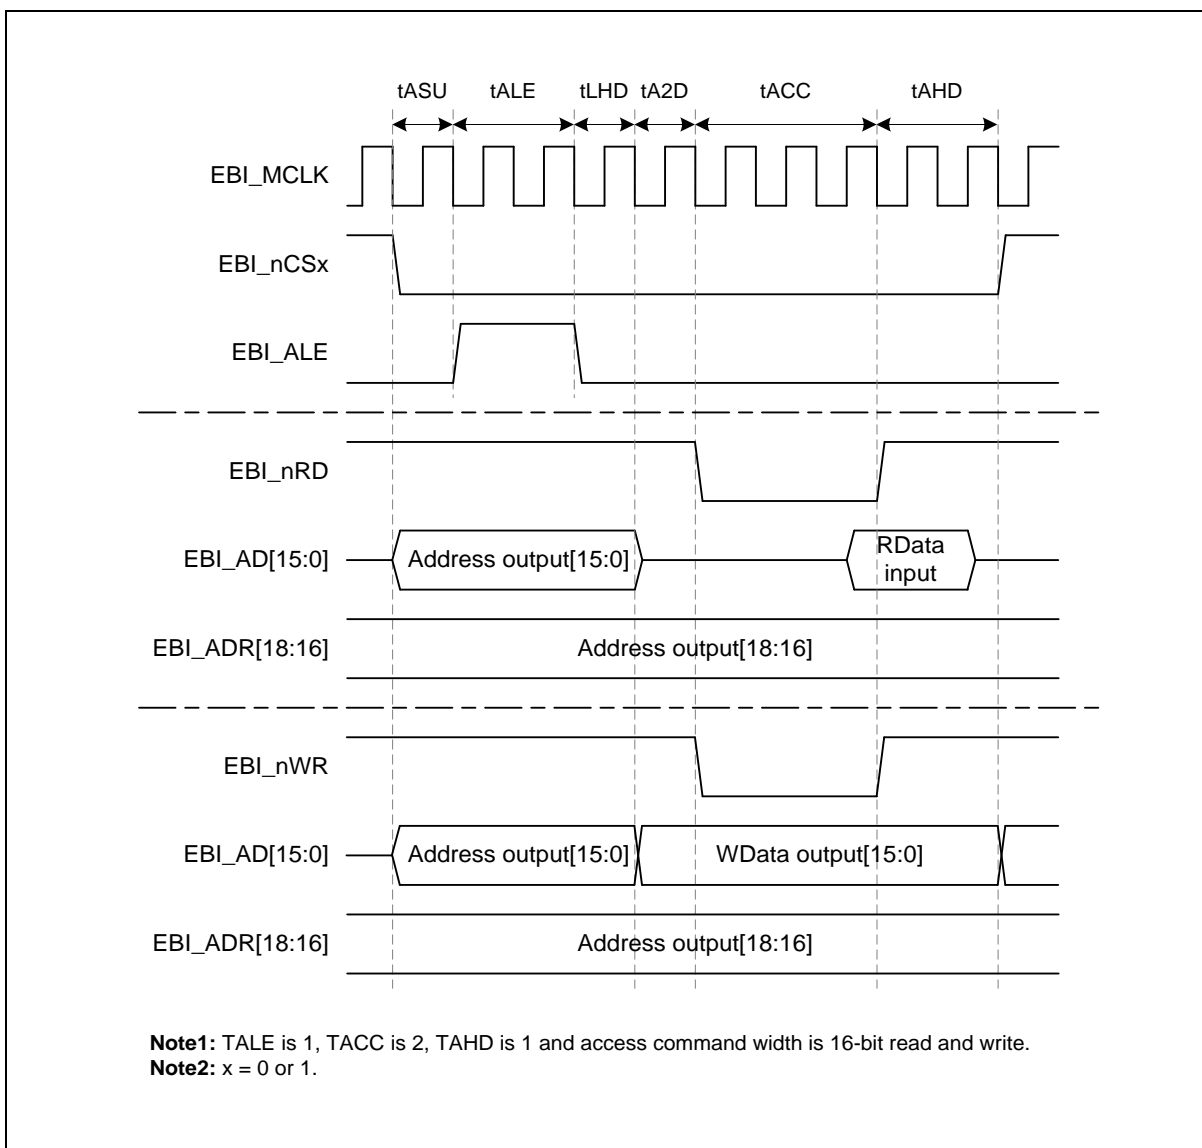 tASU tALE tLHD tA2D tACC tAHD
EBI_MCLK
EBI_nCSx
EBI_ALE
EBI_nRD
EBI_AD[15:0] Address output[15:0] RData
input
EBI_ADR[18:16] Address output[18:16]
EBI_nWR
EBI_AD[15:0] Address output[15:0] WData output[15:0]
EBI_ADR[18:16] Address output[18:16]
Note1: TALE is 1, TACC is 2, TAHD is 1 and access command width is 16-bit read and write.
Note2: x = 0 or 1.